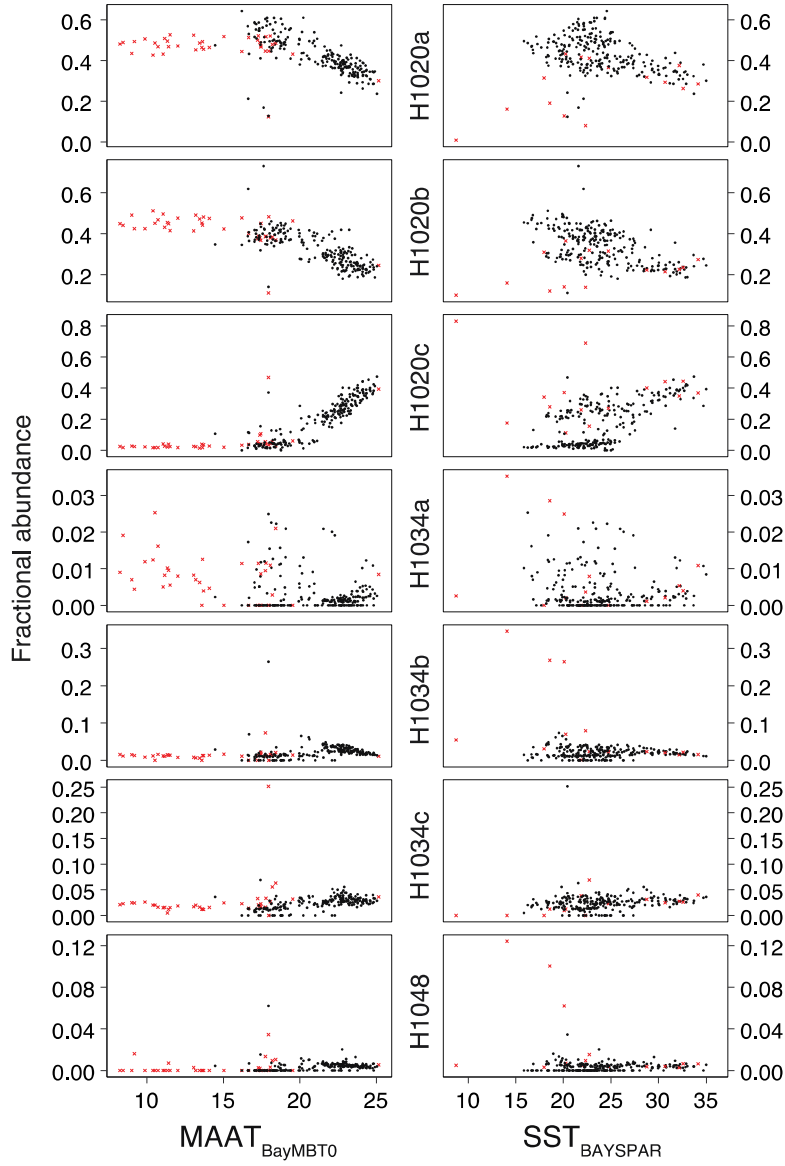 Fractional abundance
0.6 0.4 0.2 0.0 H1020a 0.6 0.4 0.2 0.0
0.6 0.4 0.2 H1020b 0.6 0.4 0.2
0.8 0.6 0.4 0.2 0.0 H1020c 0.8 0.6 0.4 0.2 0.0
0.03 0.02 0.01 0.00 H1034a 0.03 0.02 0.01 0.00
0.3 0.2 0.1 0.0 H1034b 0.3 0.2 0.1 0.0
0.25 0.20 0.15 0.10 0.05 0.00 H1034c 0.25 0.20 0.15 0.10 0.05 0.00
0.12 0.08 0.04 0.00 H1048 0.12 0.08 0.04 0.00
10 15 20 25 10 15 20 25 30 35
MAAT BayMBT0 SST BAYSPAR